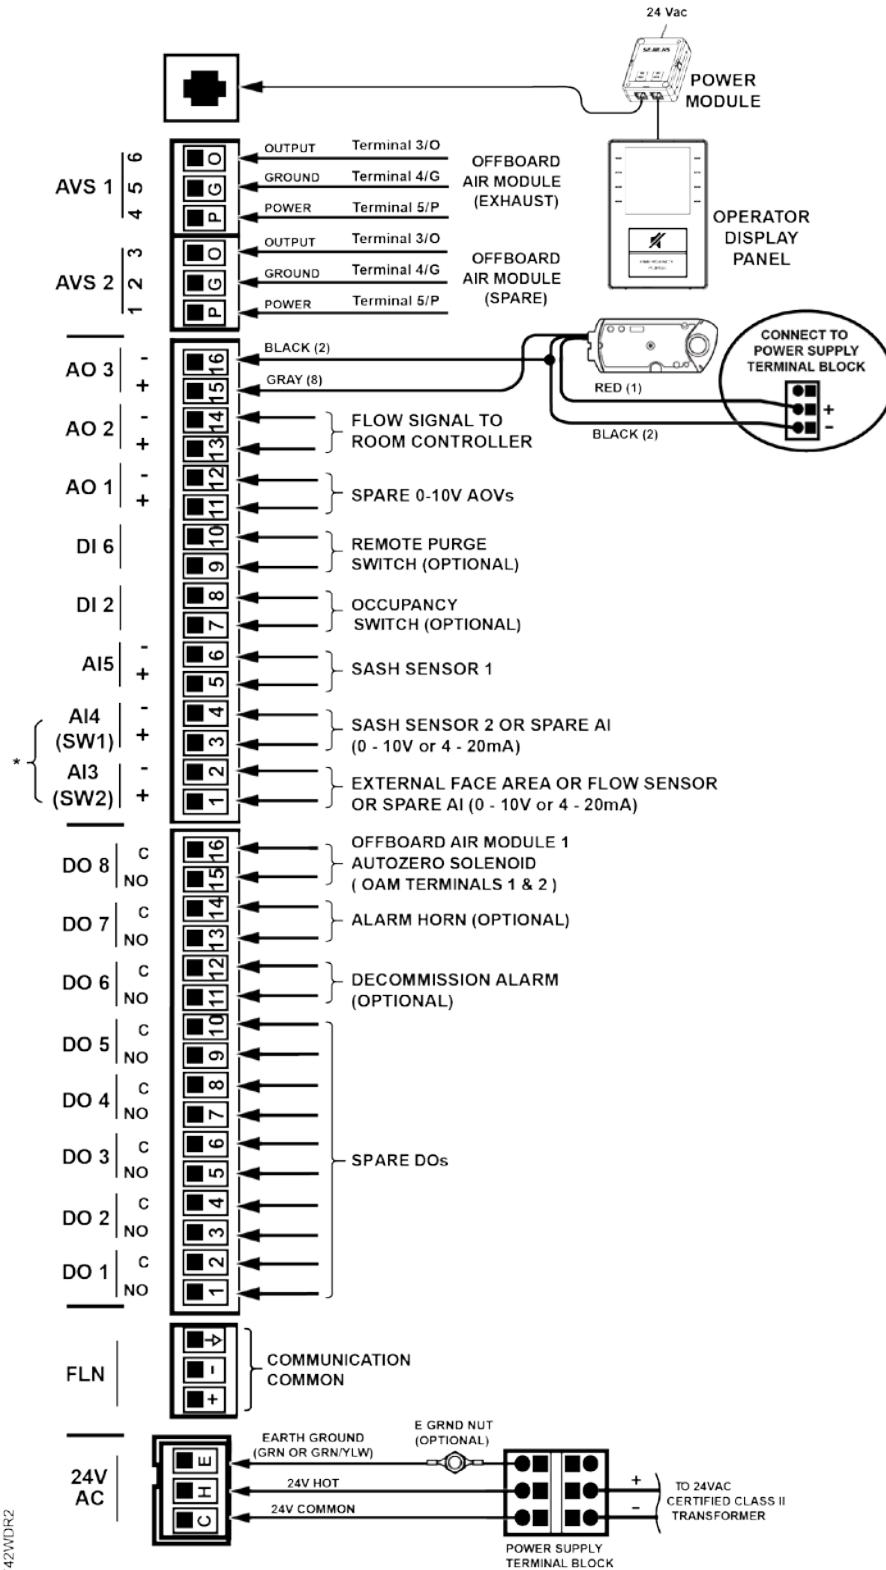 24 Vac
SIEMENS
POWER
MODULE
AVS 1
6
5
4
O
G
P
OUTPUT Terminal 3/O
GROUND Terminal 4/G
POWER Terminal 5/P
OFFBOARD
AIR MODULE
(EXHAUST)
OPERATOR
DISPLAY
PANEL
AVS 2
3
2
1
O
G
P
OUTPUT Terminal 3/O
GROUND Terminal 4/G
POWER Terminal 5/P
OFFBOARD
AIR MODULE
(SPARE)
CONNECT TO
POWER SUPPLY
TERMINAL BLOCK
+
-
RED (1)
BLACK (2)
AO 3 - + 16 15
BLACK (2)
GRAY (8)
AO 2 - + 14 13
FLOW SIGNAL TO
ROOM CONTROLLER
AO 1 - + 12 11
SPARE 0-10V AOVs
DI 6 10 9
REMOTE PURGE
SWITCH (OPTIONAL)
DI 2 8 7
OCCUPANCY
SWITCH (OPTIONAL)
AI5 - + 6 5
SASH SENSOR 1
*
AI4
(SW1) - + 4 3
SASH SENSOR 2 OR SPARE AI
(0 - 10V or 4 - 20mA)
AI3
(SW2) - + 2 1
EXTERNAL FACE AREA OR FLOW SENSOR
OR SPARE AI (0 - 10V or 4 - 20mA)
DO 8 C NO 16 15
OFFBOARD AIR MODULE 1
AUTOZERO SOLENOID
( OAM TERMINALS 1 & 2 )
DO 7 C NO 14 13
ALARM HORN (OPTIONAL)
DO 6 C NO 12 11
DECOMMISSION ALARM
(OPTIONAL)
DO 5 C NO 10 9
DO 4 C NO 8 7
DO 3 C NO 6 5
SPARE DOs
DO 2 C NO 4 3
DO 1 C NO 2 1
FLN
-
+
COMMUNICATION
COMMON
24V
AC
E
H
C
EARTH GROUND
(GRN OR GRN/YLW)
E GRND NUT
(OPTIONAL)
24V HOT
24V COMMON
+
-
TO 24VAC
CERTIFIED CLASS II
TRANSFORMER
POWER SUPPLY
TERMINAL BLOCK
42WDR2